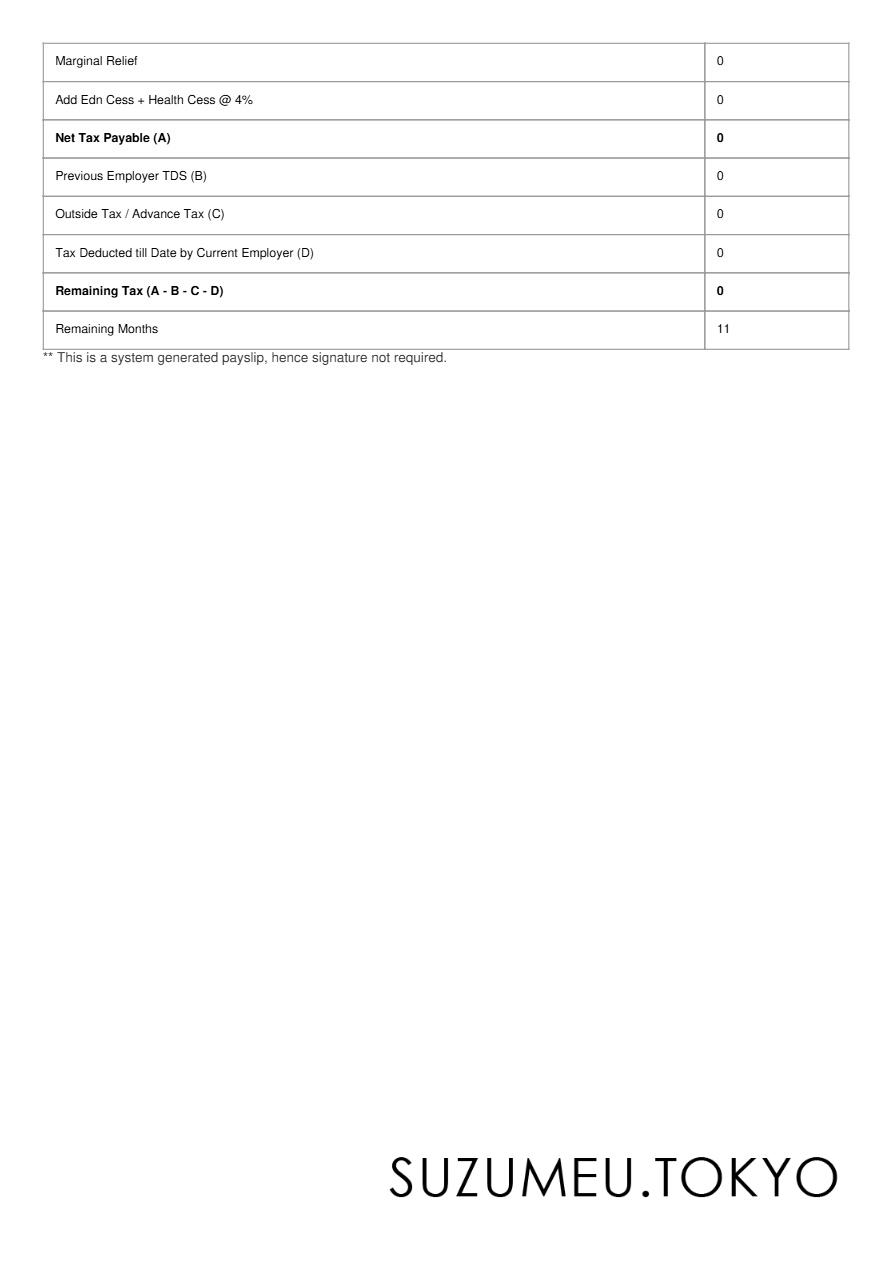 Marginal Relief 0
Add Edn Cess + Health Cess @ 4% 0
Net Tax Payable (A) 0
Previous Employer TDS (B) 0
Outside Tax / Advance Tax (C) 0
Tax Deducted till Date by Current Employer (D) 0
Remaining Tax (A - B - C - D) 0
Remaining Months 11
** This is a system generated payslip, hence signature not required.
SUZUMEU.TOKYO